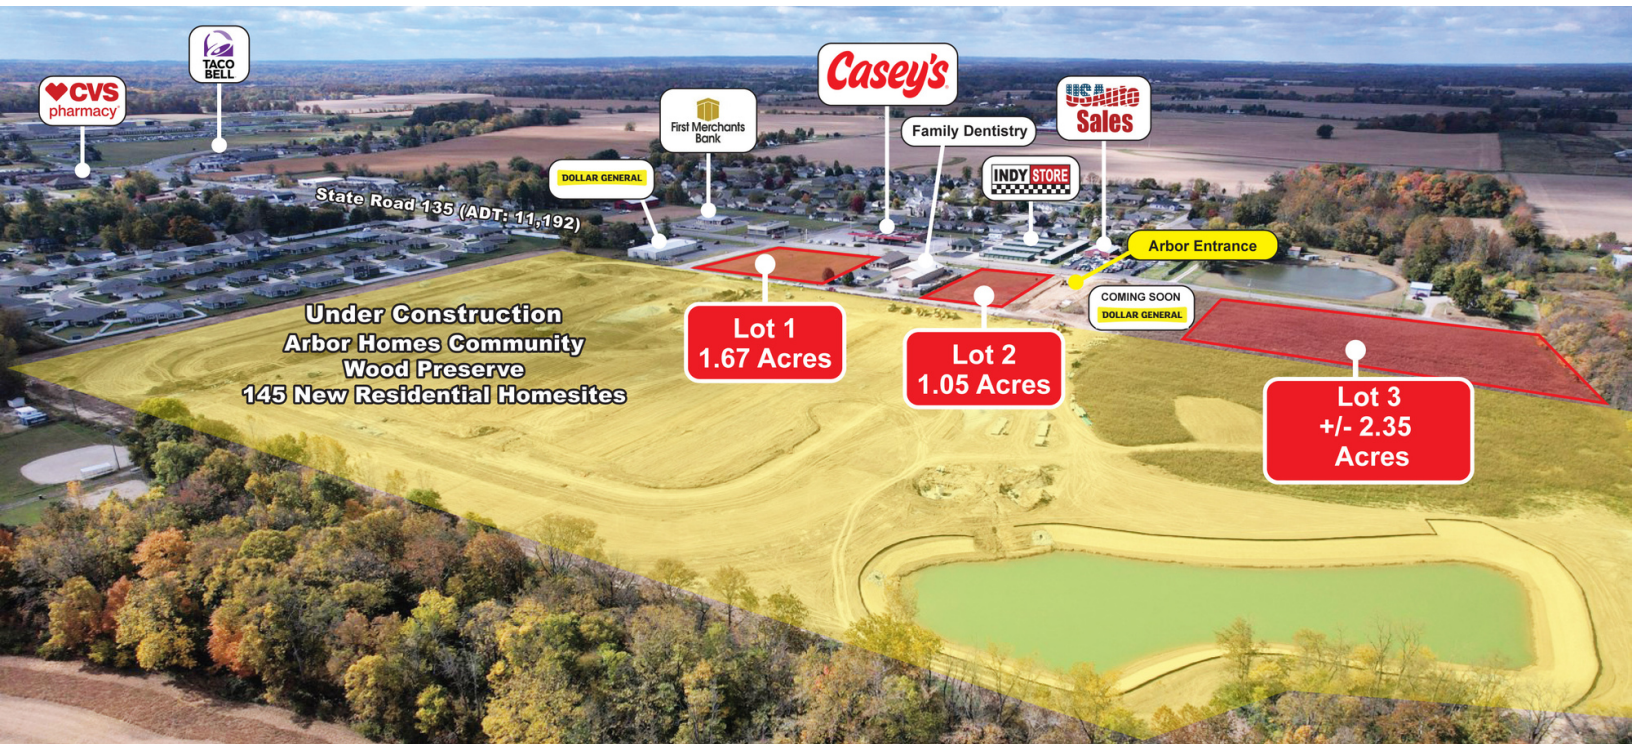 TACO
BELL
CVS
pharmacy
Casey's
First Merchants
Bank
USAuto
Sales
Family Dentistry
DOLLAR GENERAL
INDY STORE
State Road 135 (ADT: 11,192)
Arbor Entrance
COMING SOON
DOLLAR GENERAL
Under Construction
Arbor Homes Community
Wood Preserve
145 New Residential Homesites
Lot 1
1.67 Acres
Lot 2
1.05 Acres
Lot 3
+/- 2.35
Acres